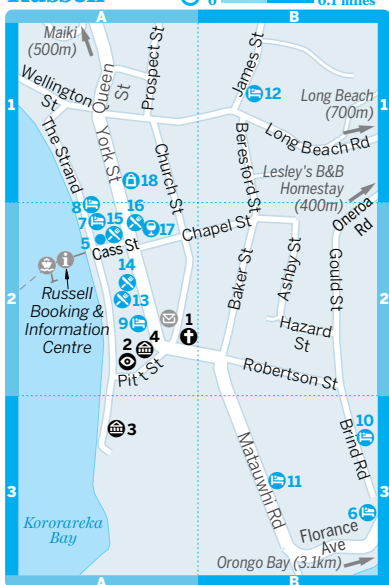 Russell
0
0.1 miles
A
B
Maiki
(500m)
Prospect St
James St
Queen
St
12
Wellington
St
1
1
Long Beach
(700m)
The Strand
York St
Church St
Beresford St
Long Beach Rd
18
Lesley's B&B
Homestay
(400m)
8
16
7
15
17
Oneroa
Rd
5
Cass St
Chapel St
14
Baker St
Ashby St
Gould St
2
2
13
Russell
Booking &
Information
Centre
9
1
Hazard
St
2
4
Pitt St
Robertson St
3
10
Brind Rd
Matauwhi Rd
11
3
3
6
Kororareka
Bay
Florance
Ave
Orongo Bay (3.1km)
A
B